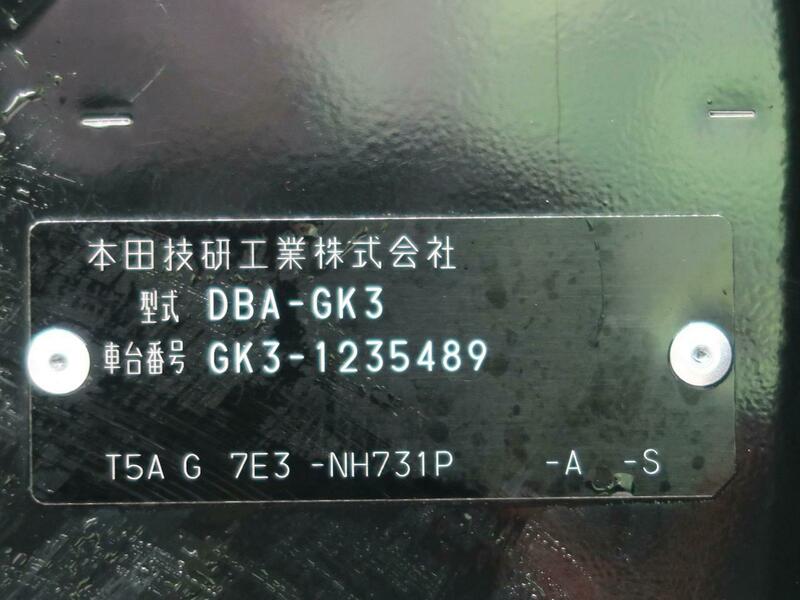 本田技研工業株式会社
型式 DBA-GK3
車台番号 GK3-1235489
T5A G 7E3 -NH731P -A -S